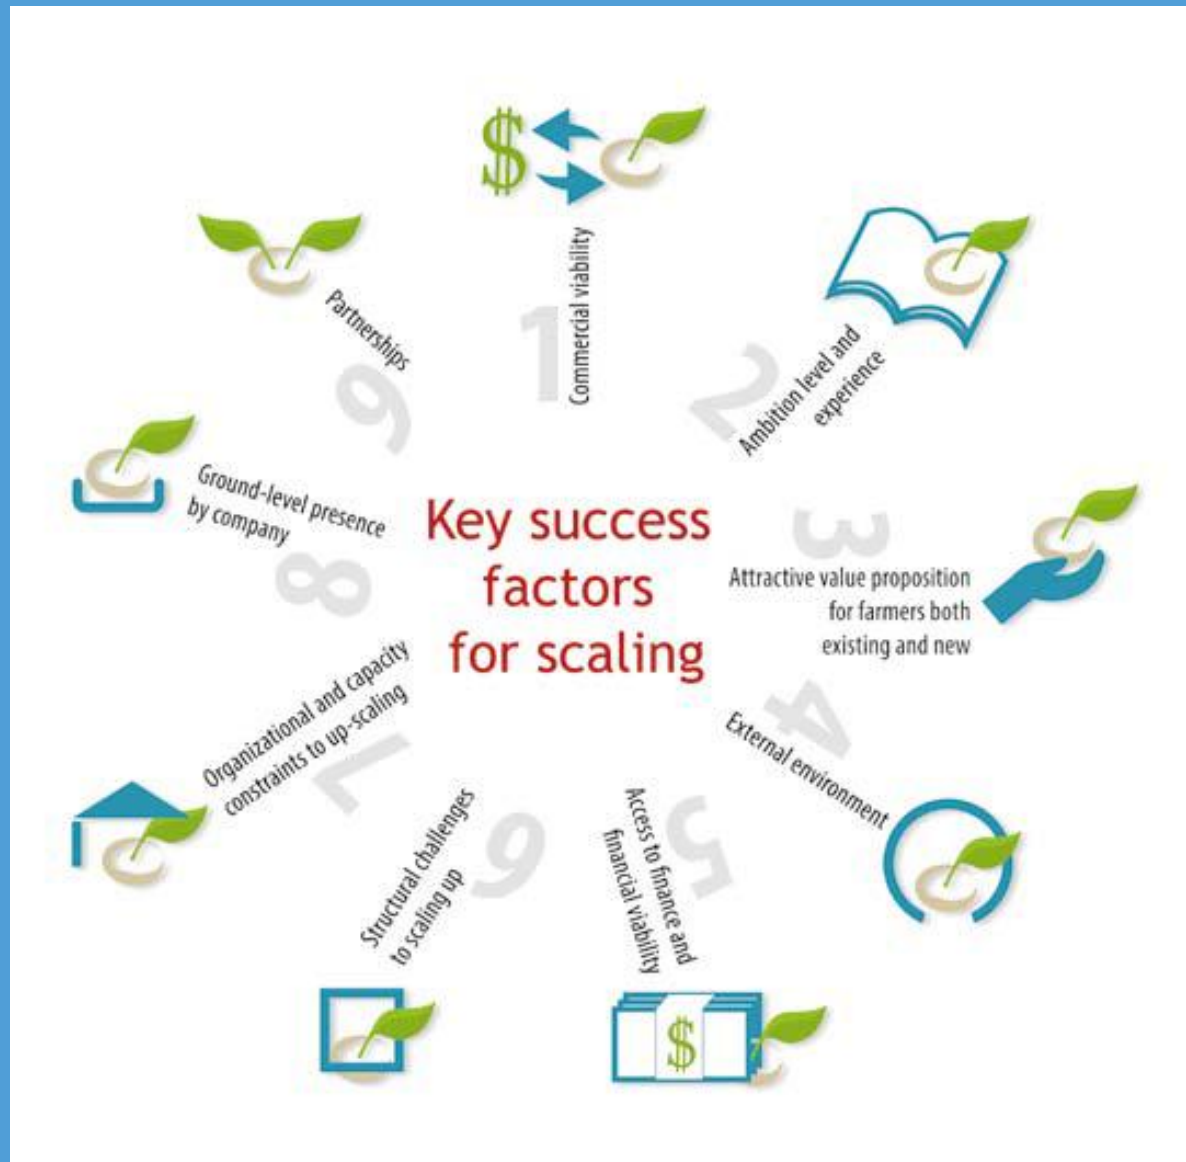 Key success
factors
for scaling
1
Commercial viability
2
Ambition level and
experience
3
Attractive value proposition
for farmers both
existing and new
4
External environment
5
Access to finance and
financial viability
6
Structural challenges
to scaling up
7
Organizational and capacity
constraints to up-scaling
8
Ground-level presence
by company
9
Partnerships
$
$